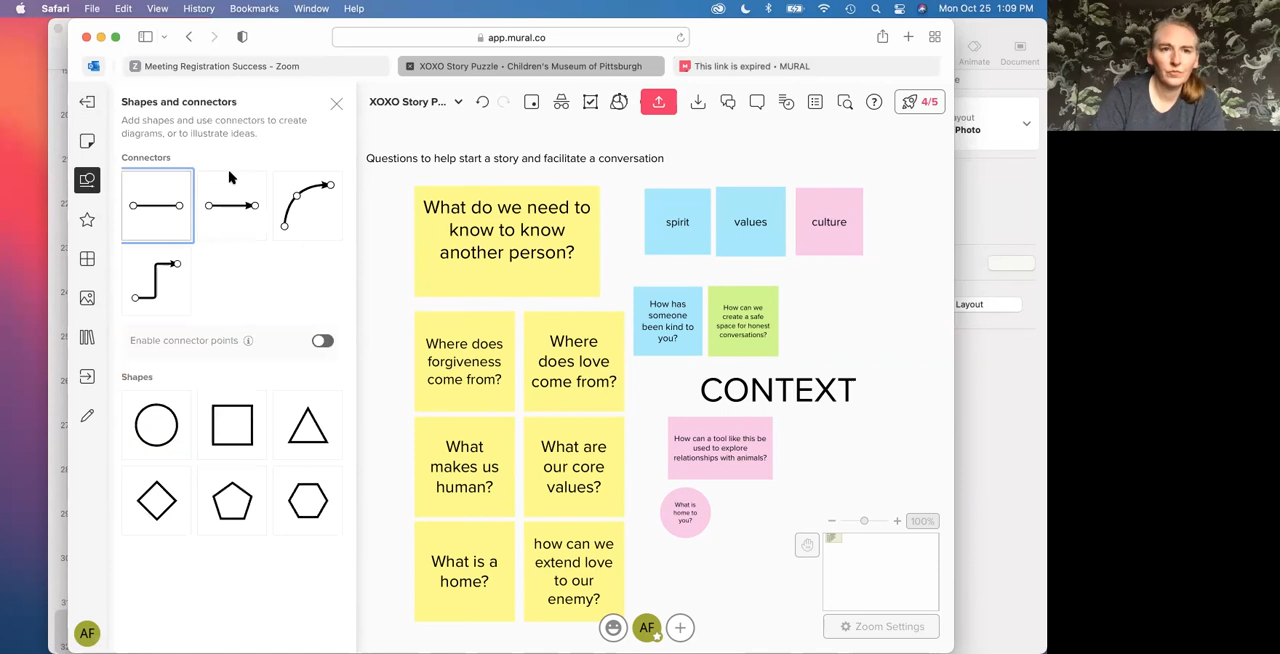 Safari File Edit View History Bookmarks Window Help
Mon Oct 25 1:09 PM
app.mural.co
Meeting Registration Success - Zoom
XOXO Story Puzzle • Children's Museum of Pittsburgh
This link is expired • MURAL
Animate
Document
Shapes and connectors
Add shapes and use connectors to create
diagrams, or to illustrate ideas.
Connectors
Enable connector points
Shapes
AF
XOXO Story P...
4/5
Questions to help start a story and facilitate a conversation
What do we need to
know to know
another person?
spirit
values
culture
How has
someone
been kind to
you?
How can we
create a safe
space for honest
conversations?
Where does
forgiveness
come from?
Where
does love
come from?
CONTEXT
What
makes us
human?
What are
our core
values?
How can a tool like this be
used to explore
relationships with animals?
What is
home to
you?
What is a
home?
how can we
extend love
to our
enemy?
100%
Zoom Settings
AF
Photo
Layout